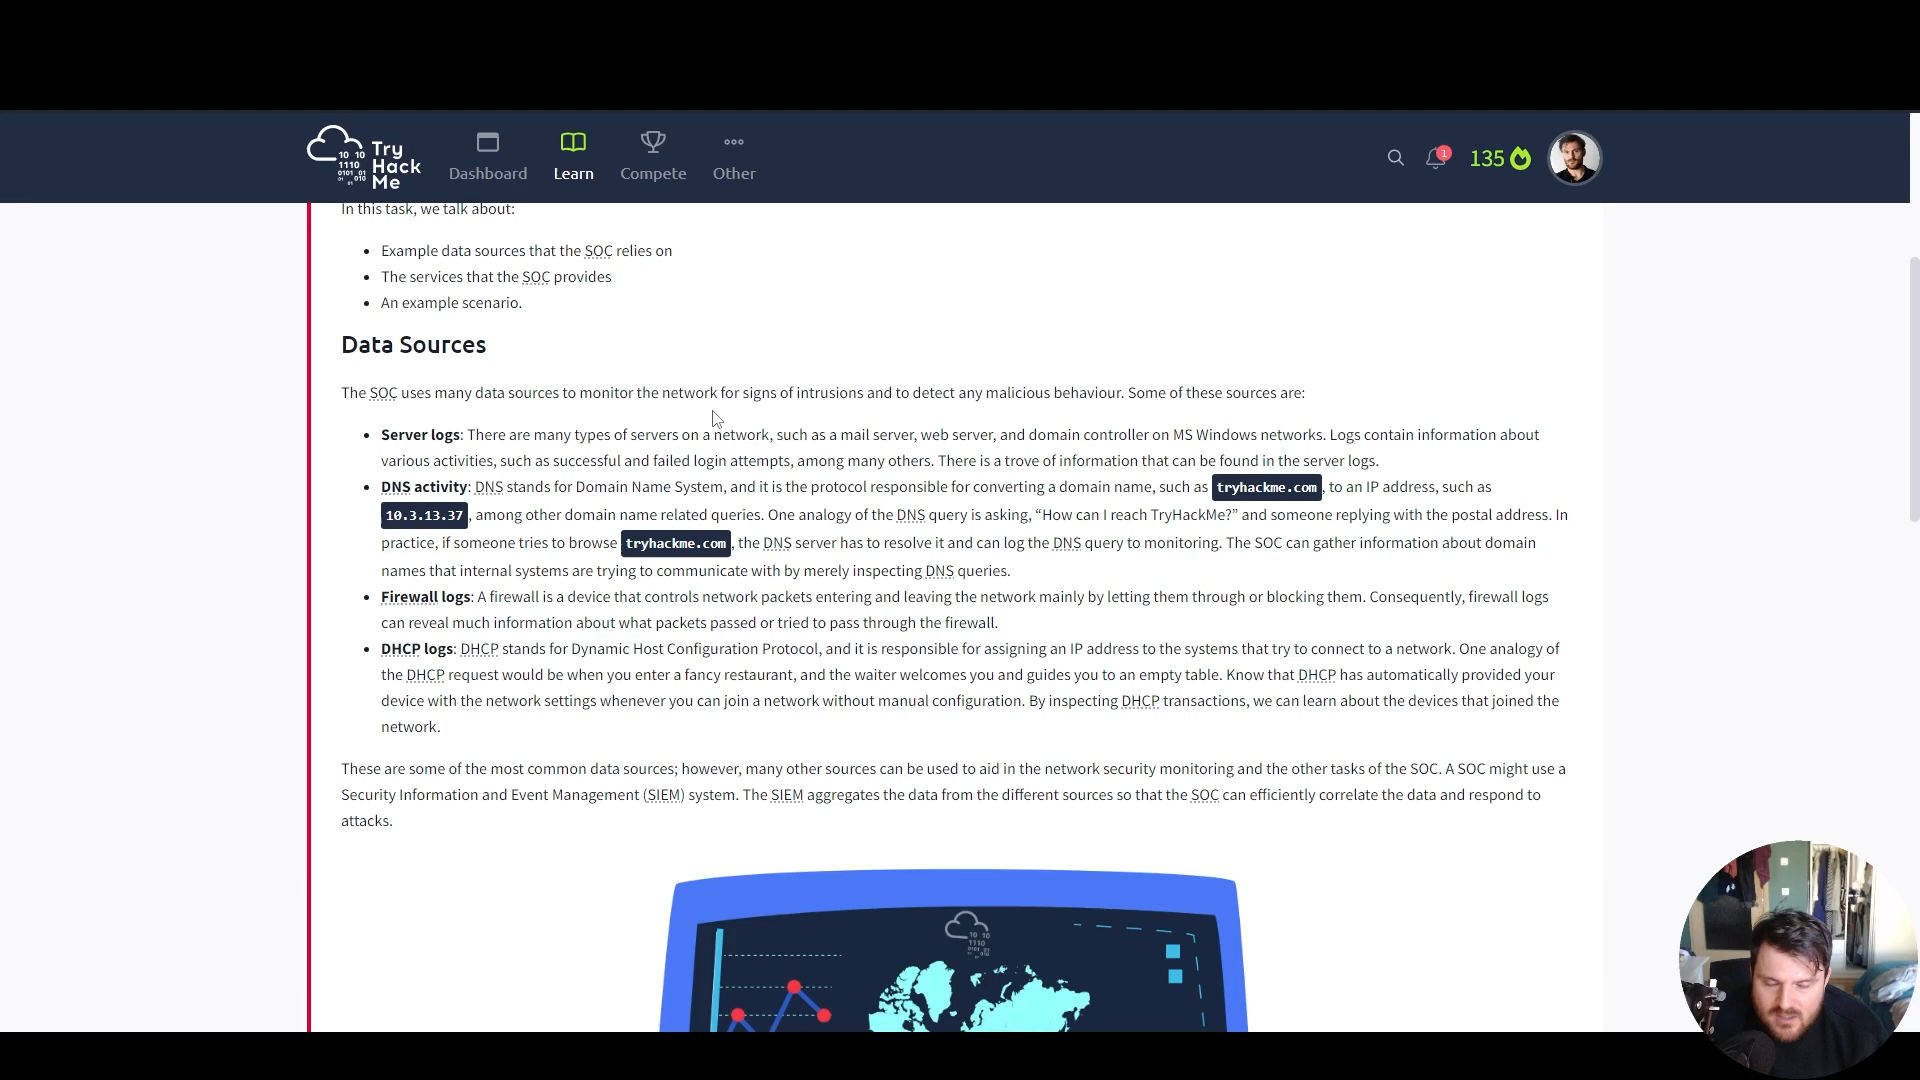 Try
Hack
Me
Dashboard
Learn
Compete
Other
1
135
In this task, we talk about:
Example data sources that the SOC relies on
The services that the SOC provides
An example scenario.
Data Sources
The SOC uses many data sources to monitor the network for signs of intrusions and to detect any malicious behaviour. Some of these sources are:
Server logs: There are many types of servers on a network, such as a mail server, web server, and domain controller on MS Windows networks. Logs contain information about
various activities, such as successful and failed login attempts, among many others. There is a trove of information that can be found in the server logs.
DNS activity: DNS stands for Domain Name System, and it is the protocol responsible for converting a domain name, such as tryhackme.com, to an IP address, such as
10.3.13.37, among other domain name related queries. One analogy of the DNS query is asking, “How can I reach TryHackMe?” and someone replying with the postal address. In
practice, if someone tries to browse tryhackme.com, the DNS server has to resolve it and can log the DNS query to monitoring. The SOC can gather information about domain
names that internal systems are trying to communicate with by merely inspecting DNS queries.
Firewall logs: A firewall is a device that controls network packets entering and leaving the network mainly by letting them through or blocking them. Consequently, firewall logs
can reveal much information about what packets passed or tried to pass through the firewall.
DHCP logs: DHCP stands for Dynamic Host Configuration Protocol, and it is responsible for assigning an IP address to the systems that try to connect to a network. One analogy of
the DHCP request would be when you enter a fancy restaurant, and the waiter welcomes you and guides you to an empty table. Know that DHCP has automatically provided your
device with the network settings whenever you can join a network without manual configuration. By inspecting DHCP transactions, we can learn about the devices that joined the
network.
These are some of the most common data sources; however, many other sources can be used to aid in the network security monitoring and the other tasks of the SOC. A SOC might use a
Security Information and Event Management (SIEM) system. The SIEM aggregates the data from the different sources so that the SOC can efficiently correlate the data and respond to
attacks.